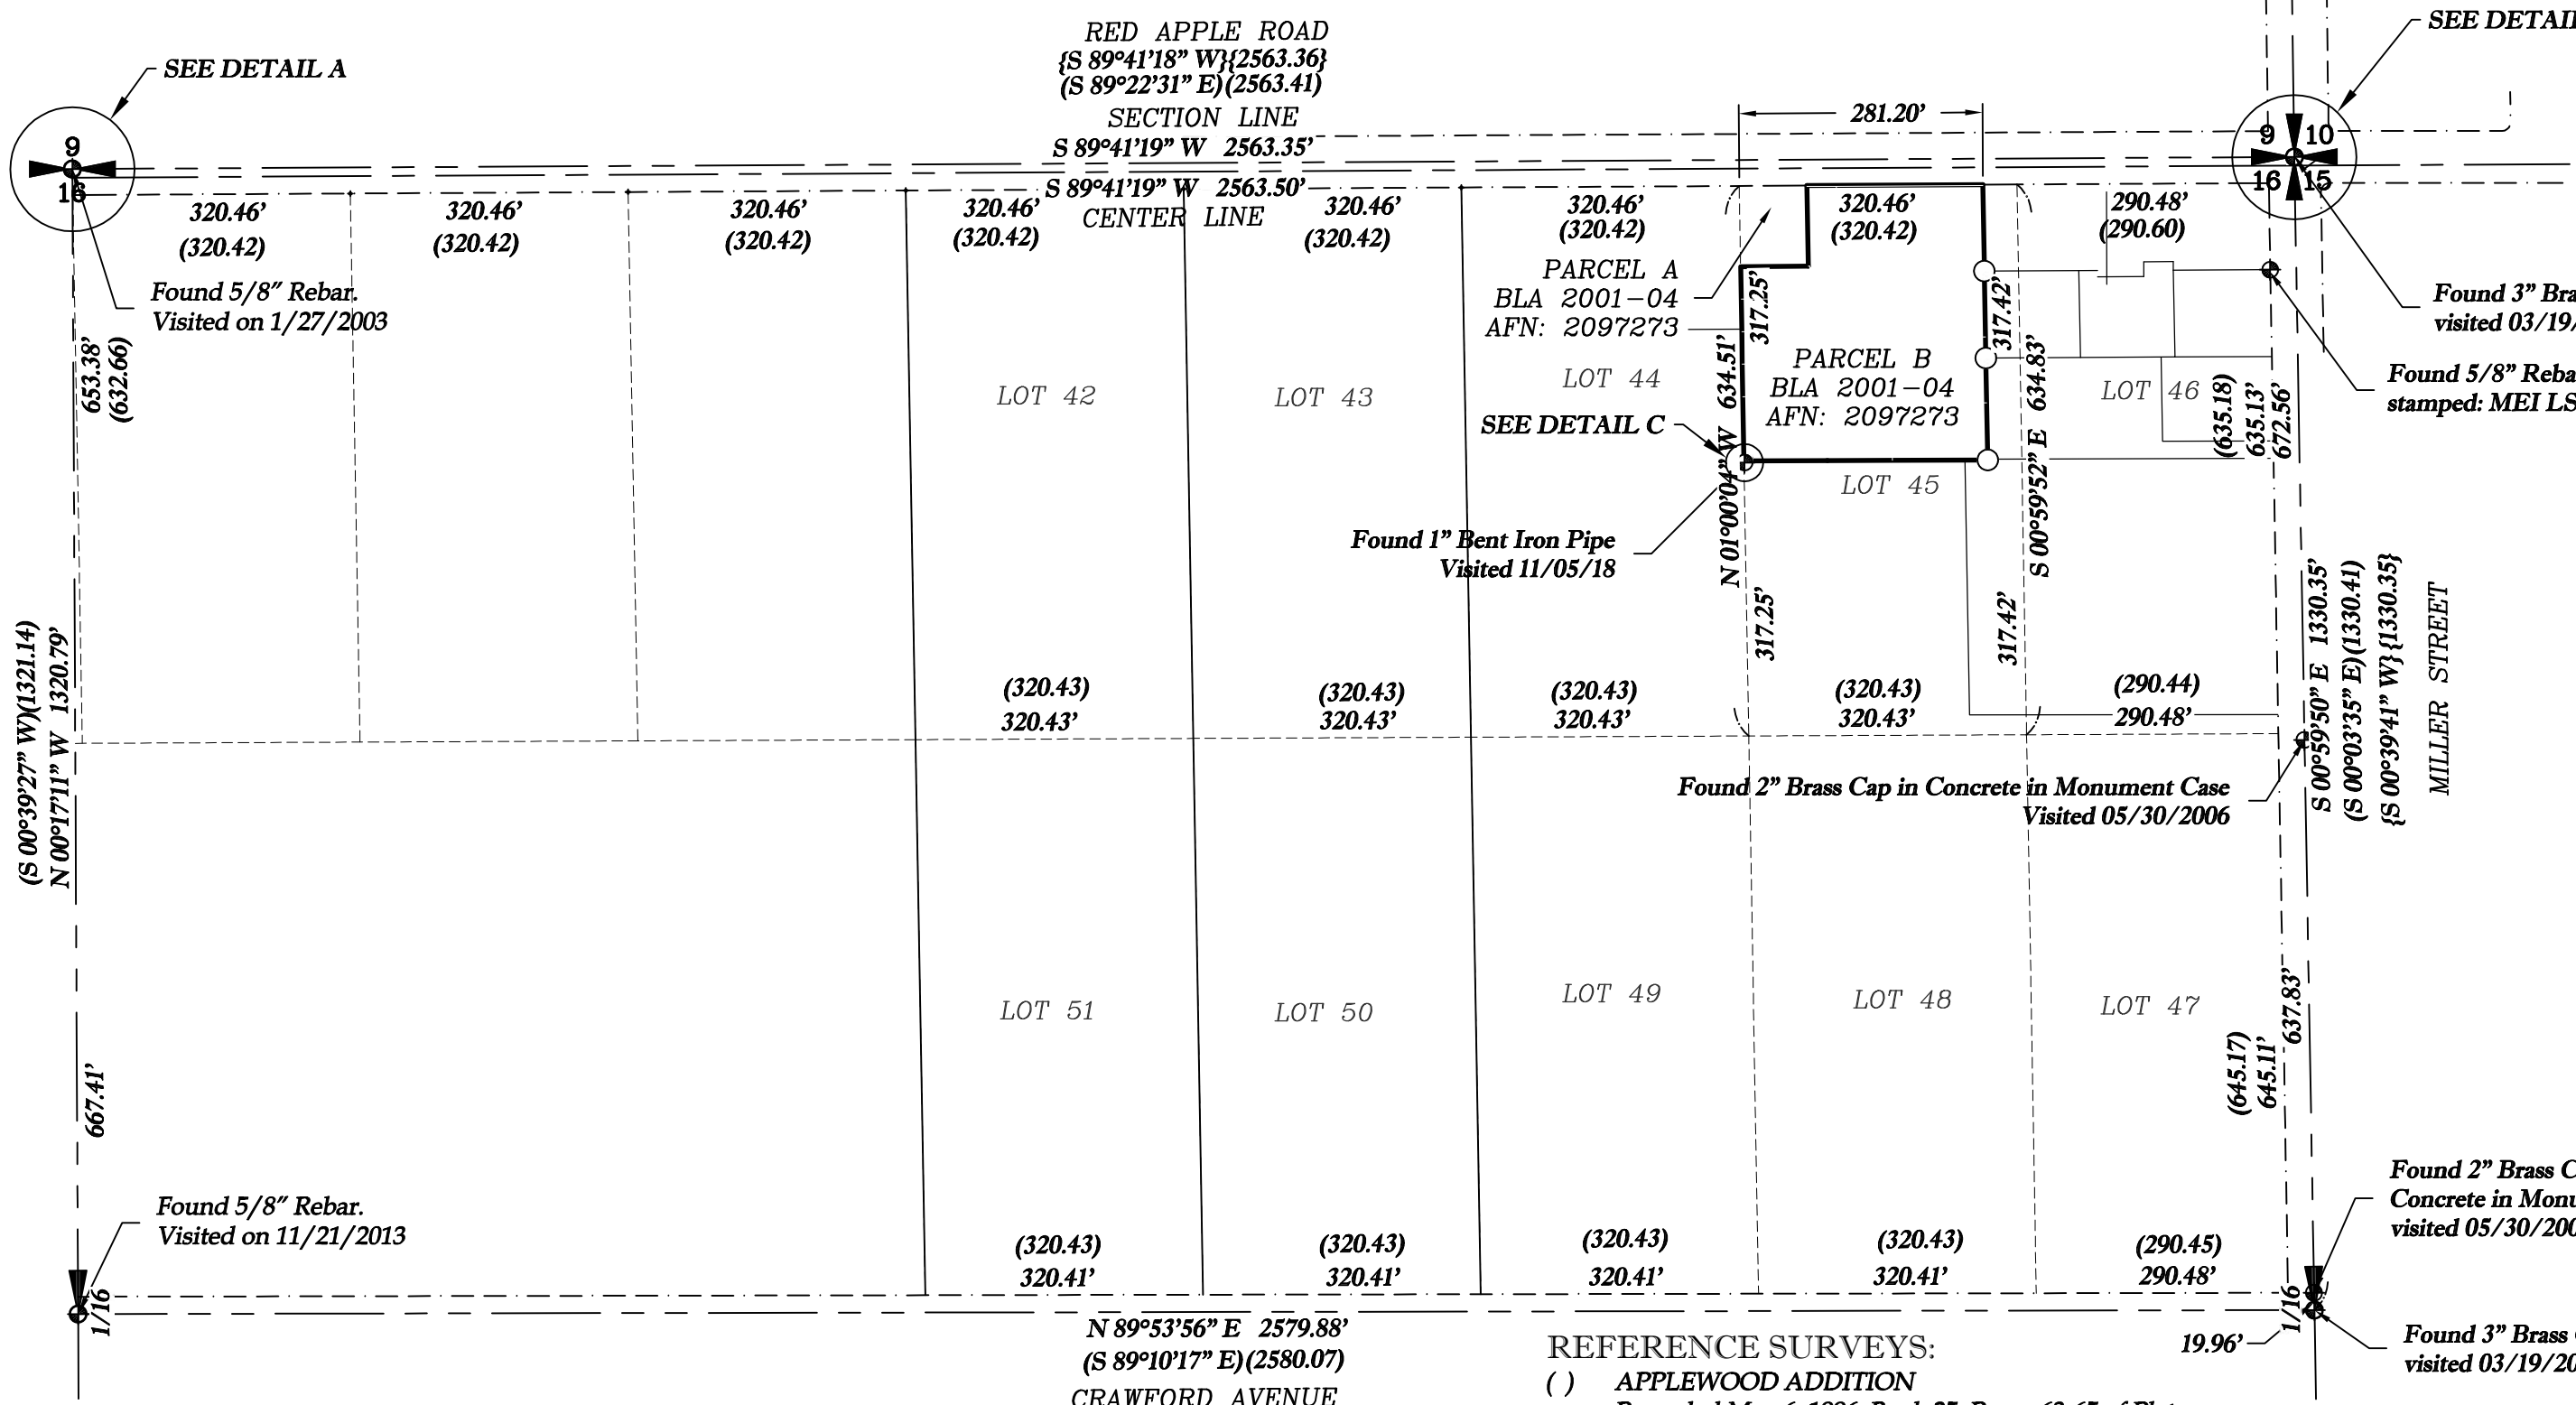 RED APPLE ROAD
{S 89°41'18" W}{2563.36}
(S 89°22'31" E)(2563.41)
SECTION LINE
S 89°41'19" W 2563.35'
S 89°41'19" W 2563.50'
CENTER LINE
SEE DETAIL A
SEE DETAIL
9
16
9 10
16 15
281.20'
320.46'
(320.42)
320.46'
(320.42)
320.46'
(320.42)
320.46'
(320.42)
320.46'
(320.42)
320.46'
(320.42)
320.46'
(320.42)
290.48'
(290.60)
Found 5/8" Rebar.
Visited on 1/27/2003
653.38'
(632.66)
PARCEL A
BLA 2001-04
AFN: 2097273
317.25'
634.51'
N 01°00'04" W
PARCEL B
BLA 2001-04
AFN: 2097273
317.42'
S 00°59'52" E 634.83'
LOT 42
LOT 43
LOT 44
LOT 45
LOT 46
SEE DETAIL C
(635.18)
635.13'
672.56'
Found 3" Bra
visited 03/19/
Found 5/8" Reba
stamped: MEI LS
Found 1" Bent Iron Pipe
Visited 11/05/18
317.25'
317.42'
(S 00°39'27" W)(1321.14)
N 00°17'11" W 1320.79'
S 00°59'50" E 1330.35'
(S 00°03'35" E)(1330.41)
{S 00°39'41" W}{1330.35}
MILLER STREET
(320.43)
320.43'
(320.43)
320.43'
(320.43)
320.43'
(320.43)
320.43'
(290.44)
290.48'
Found 2" Brass Cap in Concrete in Monument Case
Visited 05/30/2006
LOT 51
LOT 50
LOT 49
LOT 48
LOT 47
667.41'
637.83'
(645.17)
645.11'
Found 5/8" Rebar.
Visited on 11/21/2013
Found 2" Brass C
Concrete in Monu
visited 05/30/200
(320.43)
320.41'
(320.43)
320.41'
(320.43)
320.41'
(320.43)
320.41'
(290.45)
290.48'
1/16
1/16
19.96'
Found 3" Brass
visited 03/19/20
N 89°53'56" E 2579.88'
(S 89°10'17" E)(2580.07)
CRAWFORD AVENUE
REFERENCE SURVEYS:
( ) APPLEWOOD ADDITION